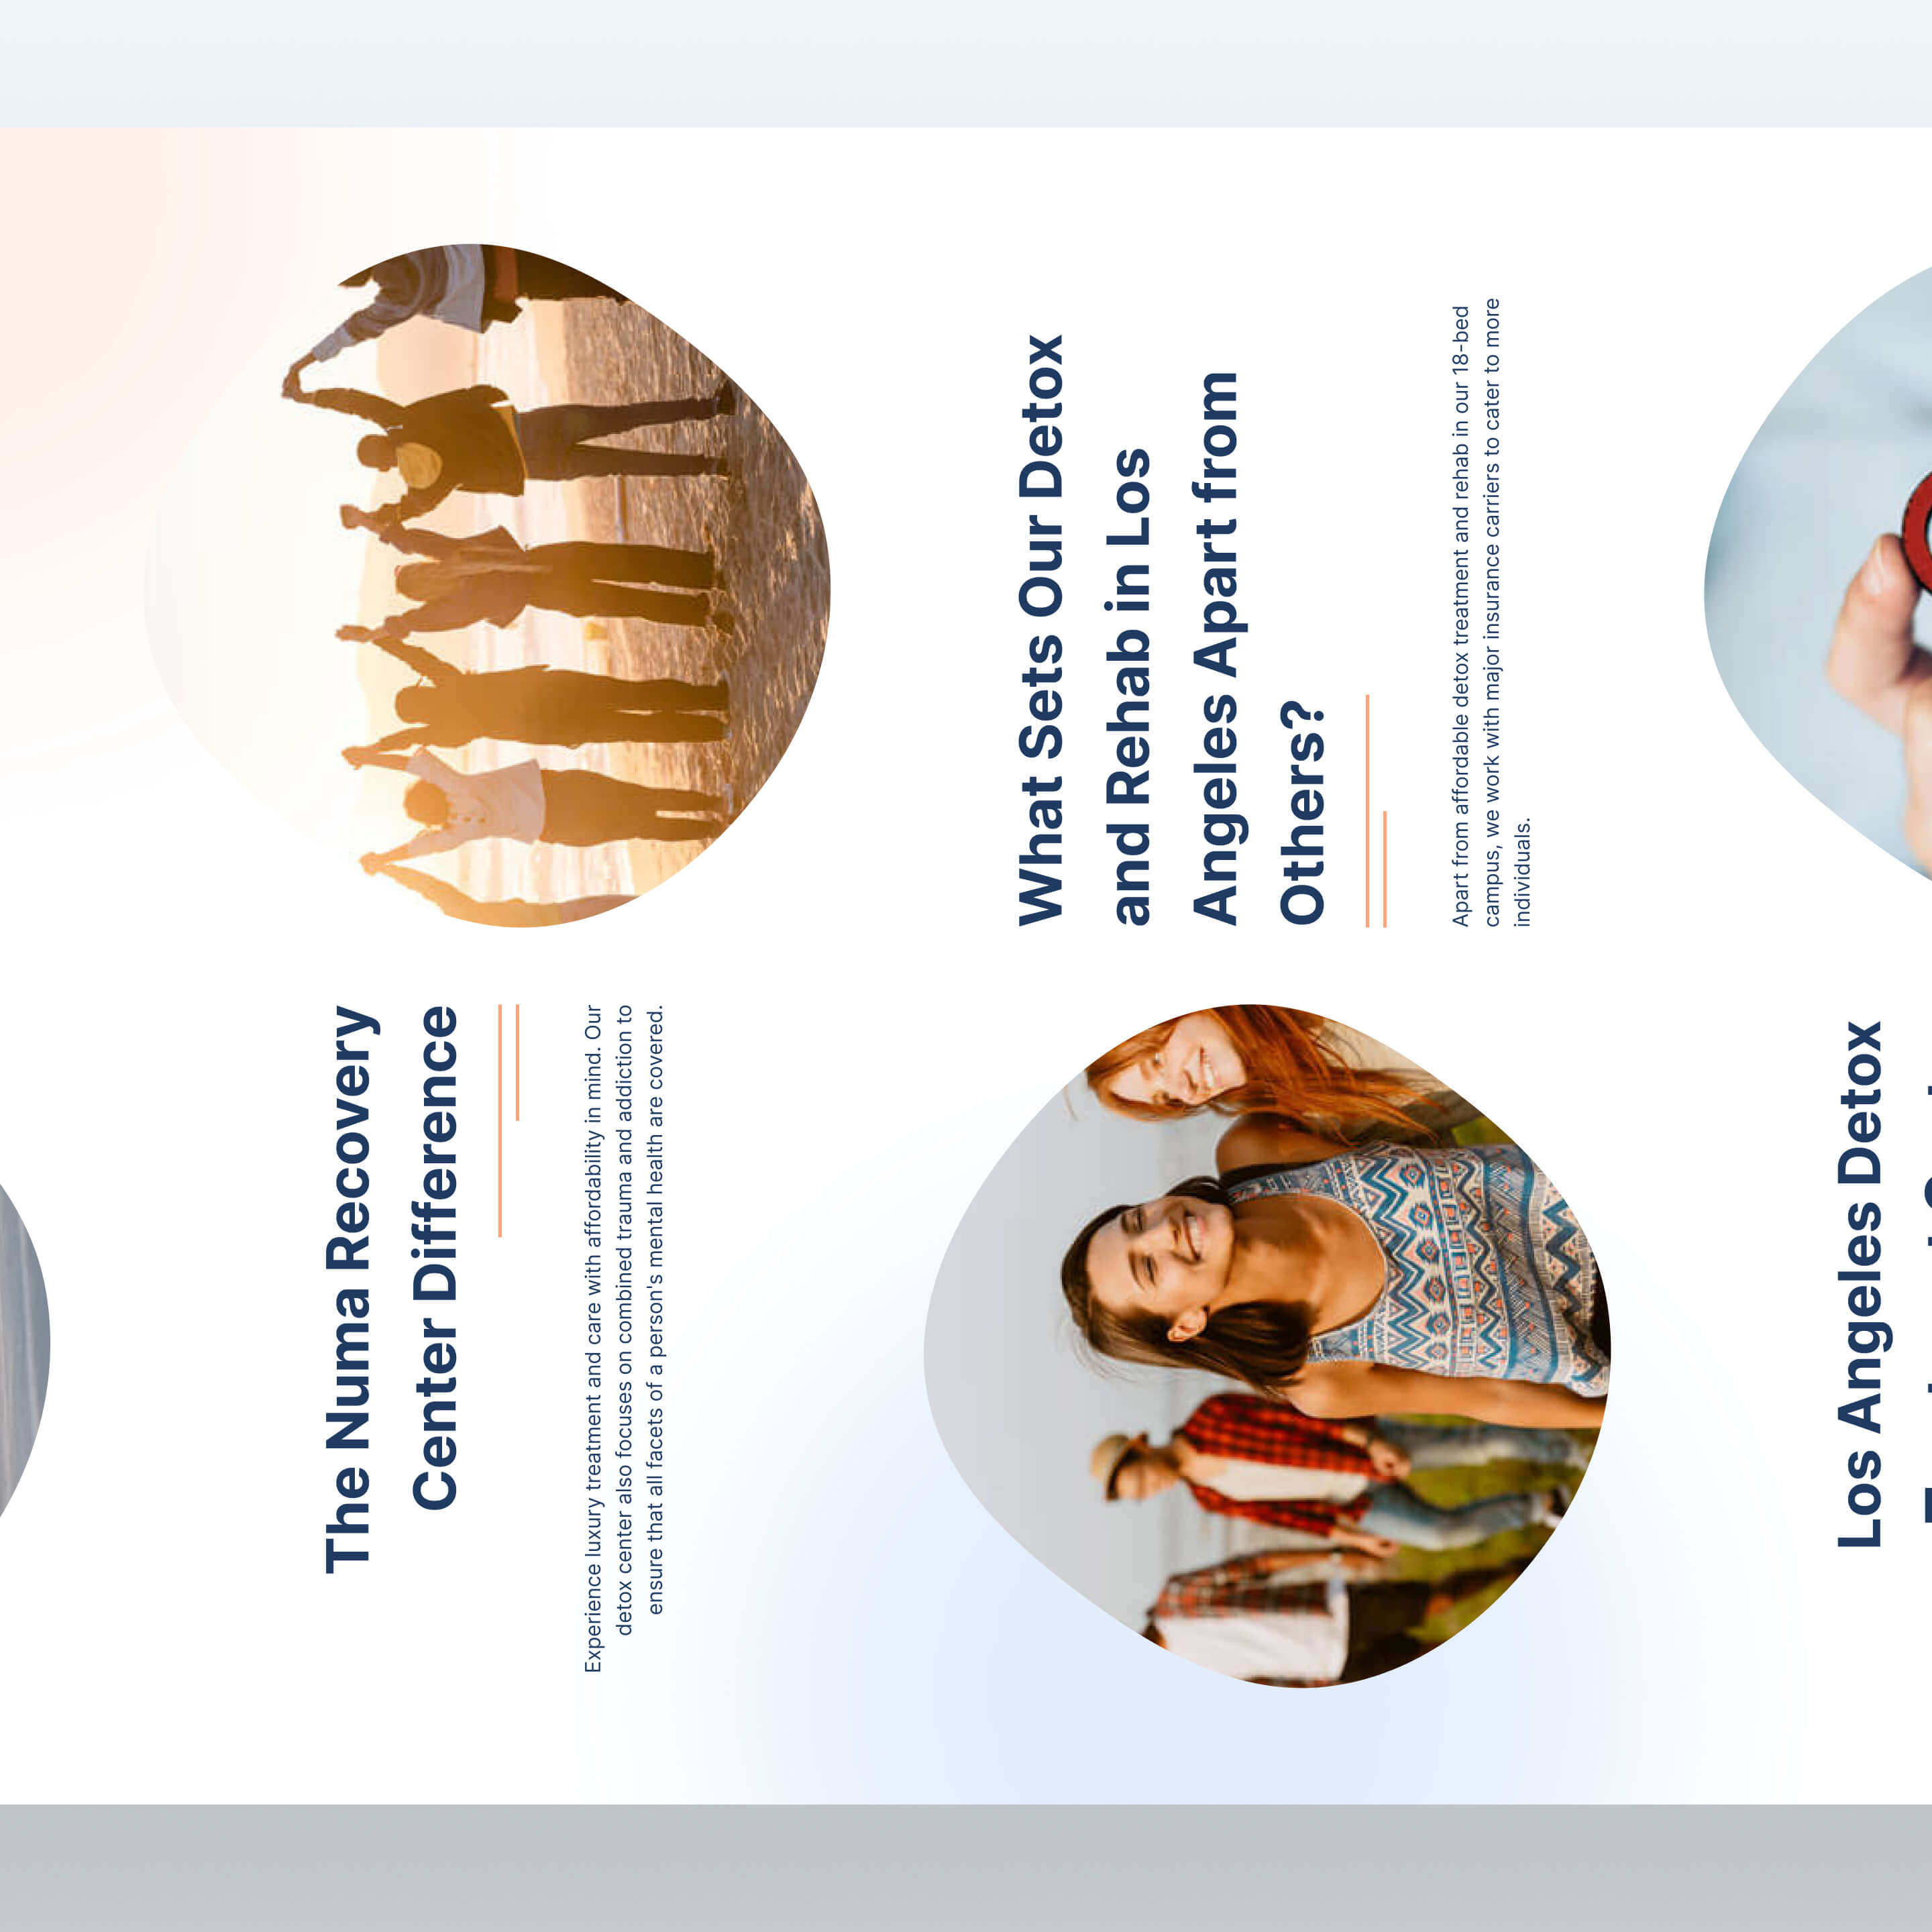 The Numa Recovery
Center Difference
Experience luxury treatment and care with affordability in mind. Our
detox center also focuses on combined trauma and addiction to
ensure that all facets of a person's mental health are covered.
What Sets Our Detox
and Rehab in Los
Angeles Apart from
Others?
Apart from affordable detox treatment and rehab in our 18-bed
campus, we work with major insurance carriers to cater to more
individuals.
Los Angeles Detox